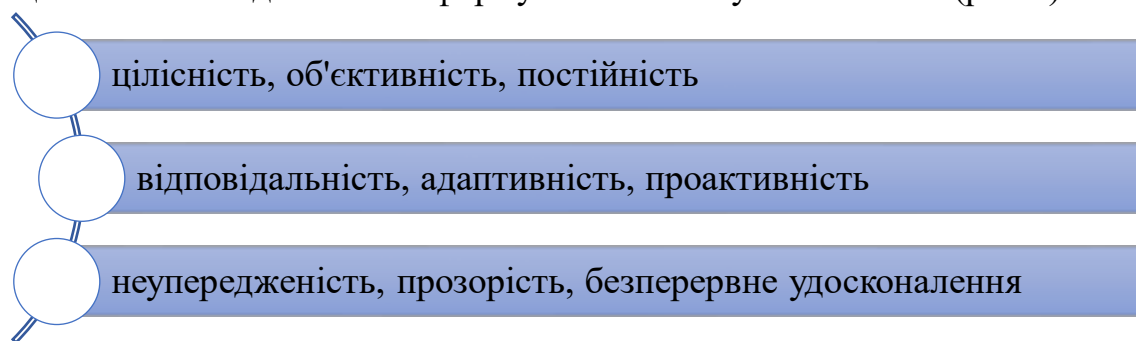 цілісність, об'єктивність, постійність
відповідальність, адаптивність, проактивність
неупередженість, прозорість, безперервне удосконалення